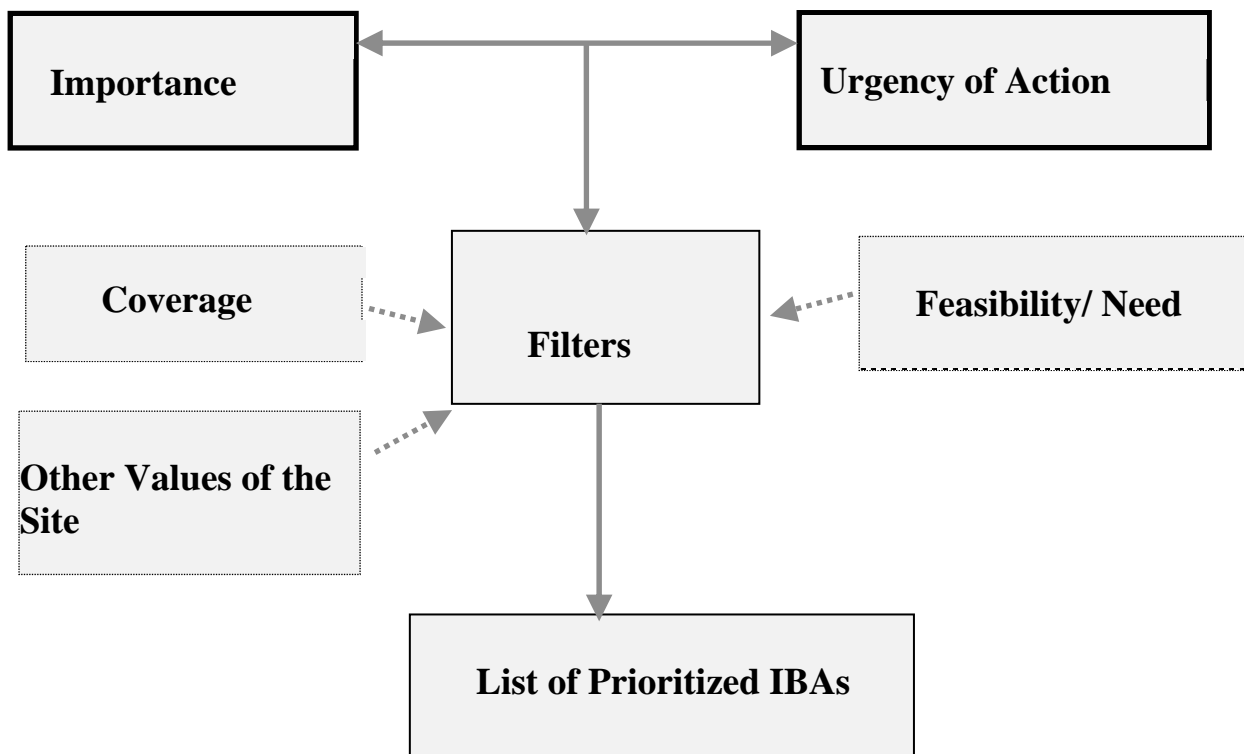 Importance
Urgency of Action
Coverage
Feasibility/ Need
Filters
Other Values of the
Site
List of Prioritized IBAs